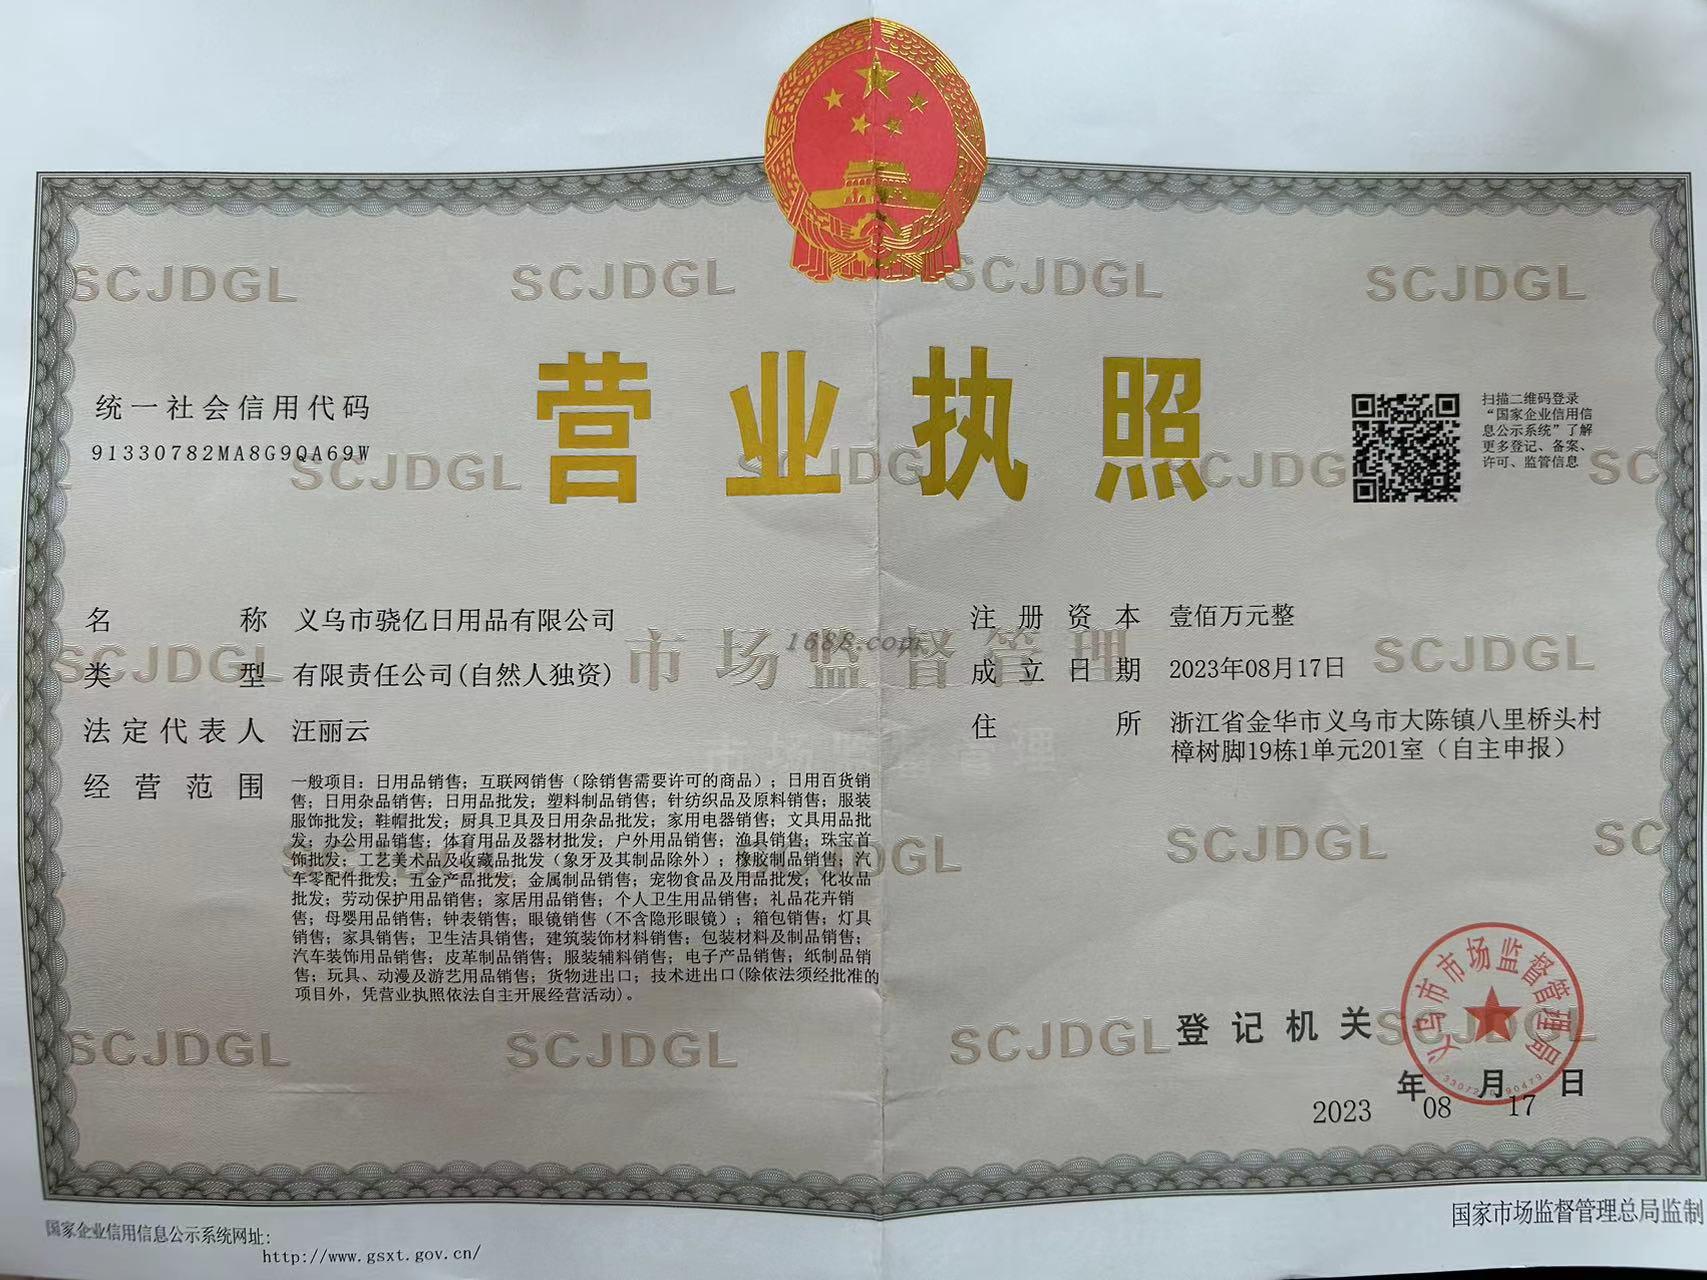 SCJDGL SCJDGL SCJDGL SCJDGL
营业执照
统一社会信用代码
91330782MA8G9QA69W
扫描二维码登录
“国家企业信用信
息公示系统”了解
更多登记、备案、
许可、监管信息
SCJDGL SCJDG SCJDG SC
名称 义乌市骁亿日用品有限公司
类型 有限责任公司(自然人独资)
法定代表人 汪丽云
经营范围 一般项目：日用品销售；互联网销售（除销售需要许可的商品）；日用百货销
售；日用杂品销售；日用品批发；塑料制品销售；针纺织品及原料销售；服装
服饰批发；鞋帽批发；厨具卫具及日用杂品批发；家用电器销售；文具用品批
发；办公用品销售；体育用品及器材批发；户外用品销售；渔具销售；珠宝首
饰批发；工艺美术品及收藏品批发（象牙及其制品除外）；橡胶制品销售；汽
车零配件批发；五金产品批发；金属制品销售；宠物食品及用品批发；化妆品
批发；劳动保护用品销售；家居用品销售；个人卫生用品销售；礼品花卉销
售；母婴用品销售；钟表销售；眼镜销售（不含隐形眼镜）；箱包销售；灯具
销售；家具销售；卫生洁具销售；建筑装饰材料销售；包装材料及制品销售；
汽车装饰用品销售；皮革制品销售；服装辅料销售；电子产品销售；纸制品销
售；玩具、动漫及游艺用品销售；货物进出口；技术进出口(除依法须经批准的
项目外，凭营业执照依法自主开展经营活动)。
注册资本 壹佰万元整
成立日期 2023年08月17日
住所 浙江省金华市义乌市大陈镇八里桥头村
樟树脚19栋1单元201室（自主申报）
SCJDGL 市场监督管理 SCJDGL
1688.com
SCJDGL SCJDGL SC
SCJDGL SCJDGL SCJDGL SCJDGL
登记机关
义乌市市场监督管理局
年 月 日
2023 08 17
国家企业信用信息公示系统网址：
http://www.gsxt.gov.cn/
国家市场监督管理总局监制